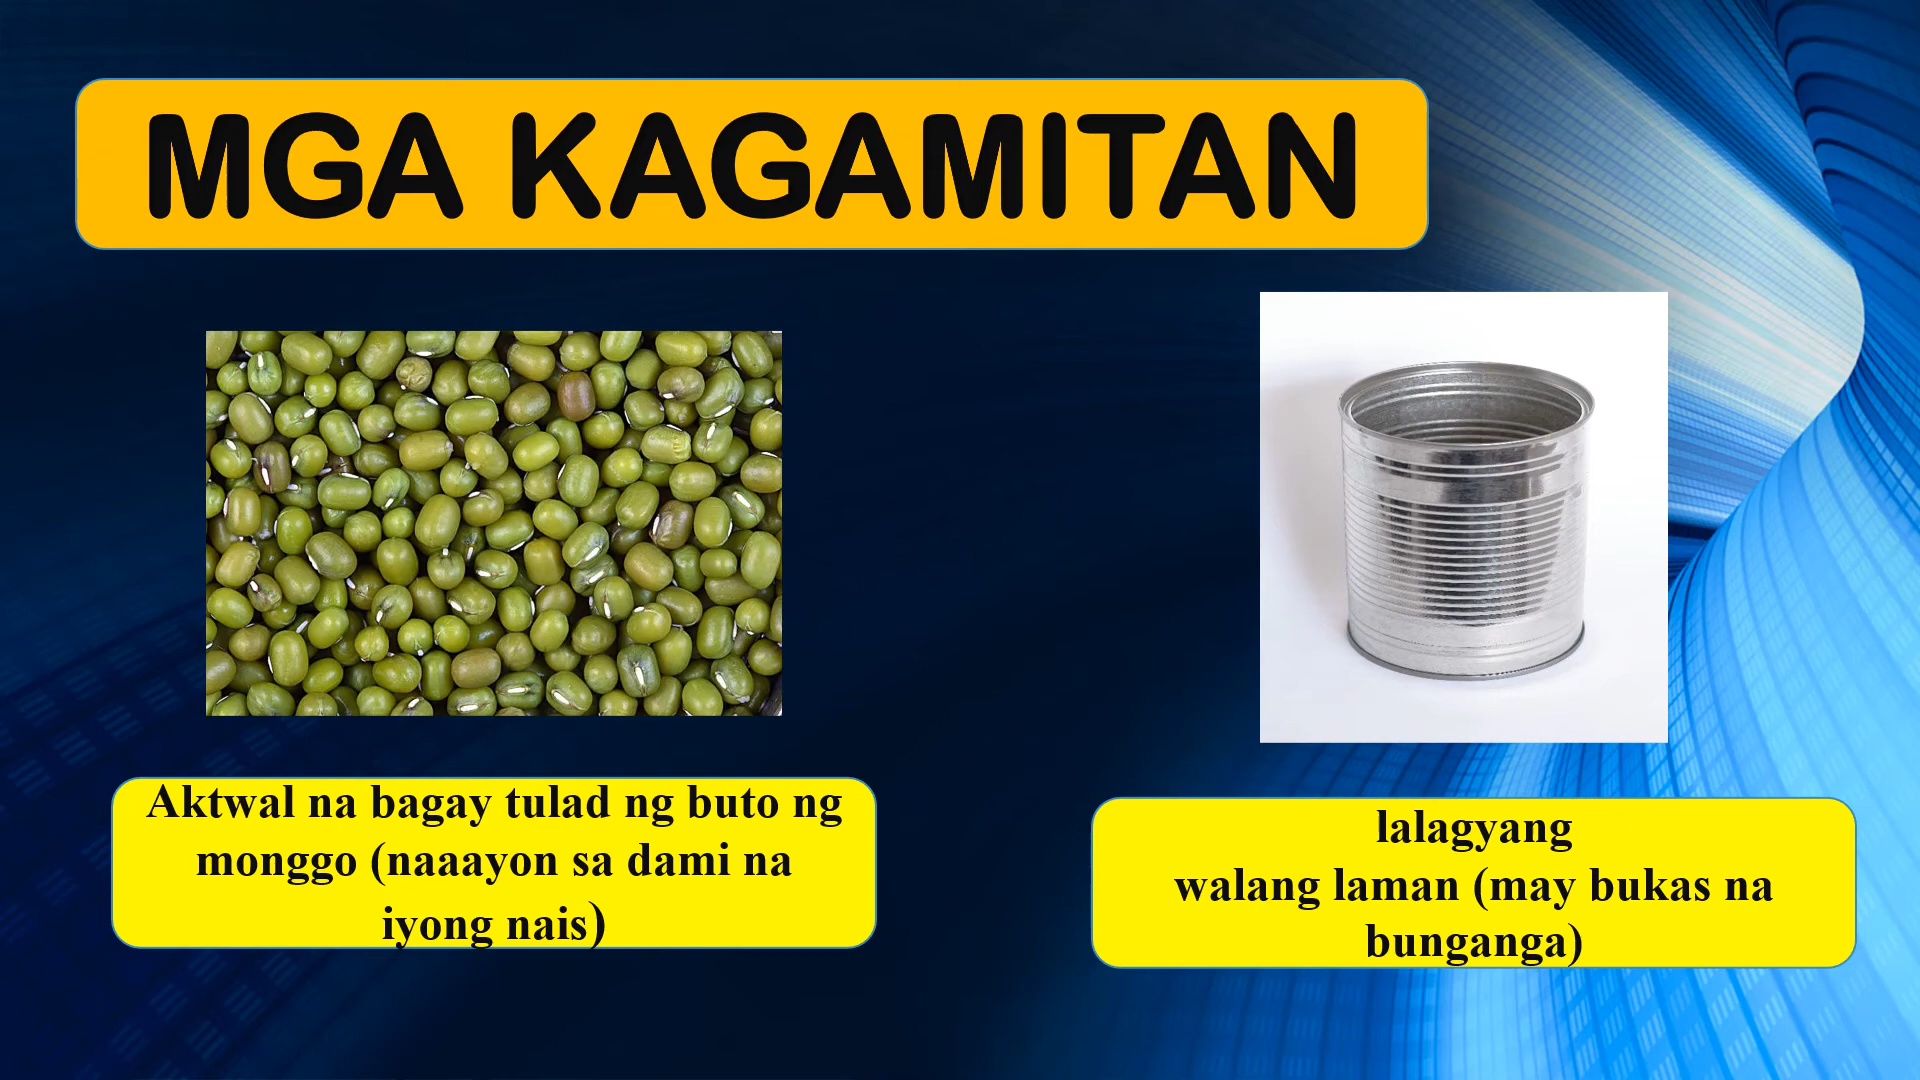 MGA KAGAMITAN
Aktwal na bagay tulad ng buto ng
monggo (naaayon sa dami na
iyong nais)
lalagyang
walang laman (may bukas na
bunganga)